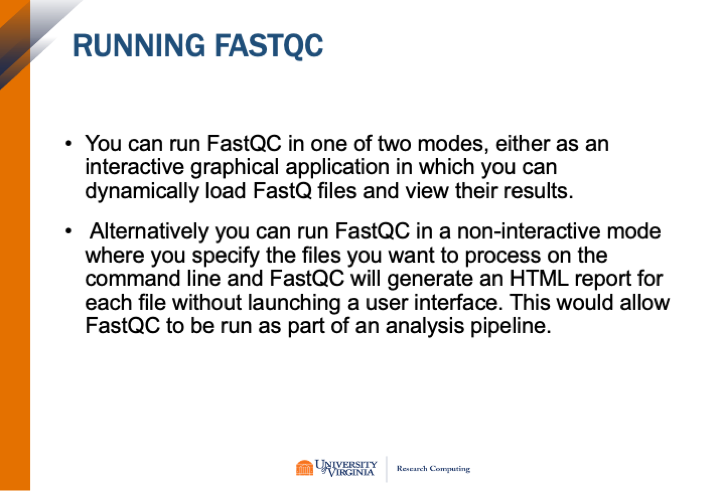 RUNNING FASTQC
• You can run FastQC in one of two modes, either as an
interactive graphical application in which you can
dynamically load FastQ files and view their results.
• Alternatively you can run FastQC in a non-interactive mode
where you specify the files you want to process on the
command line and FastQC will generate an HTML report for
each file without launching a user interface. This would allow
FastQC to be run as part of an analysis pipeline.
UNIVERSITY
of VIRGINIA
Research Computing